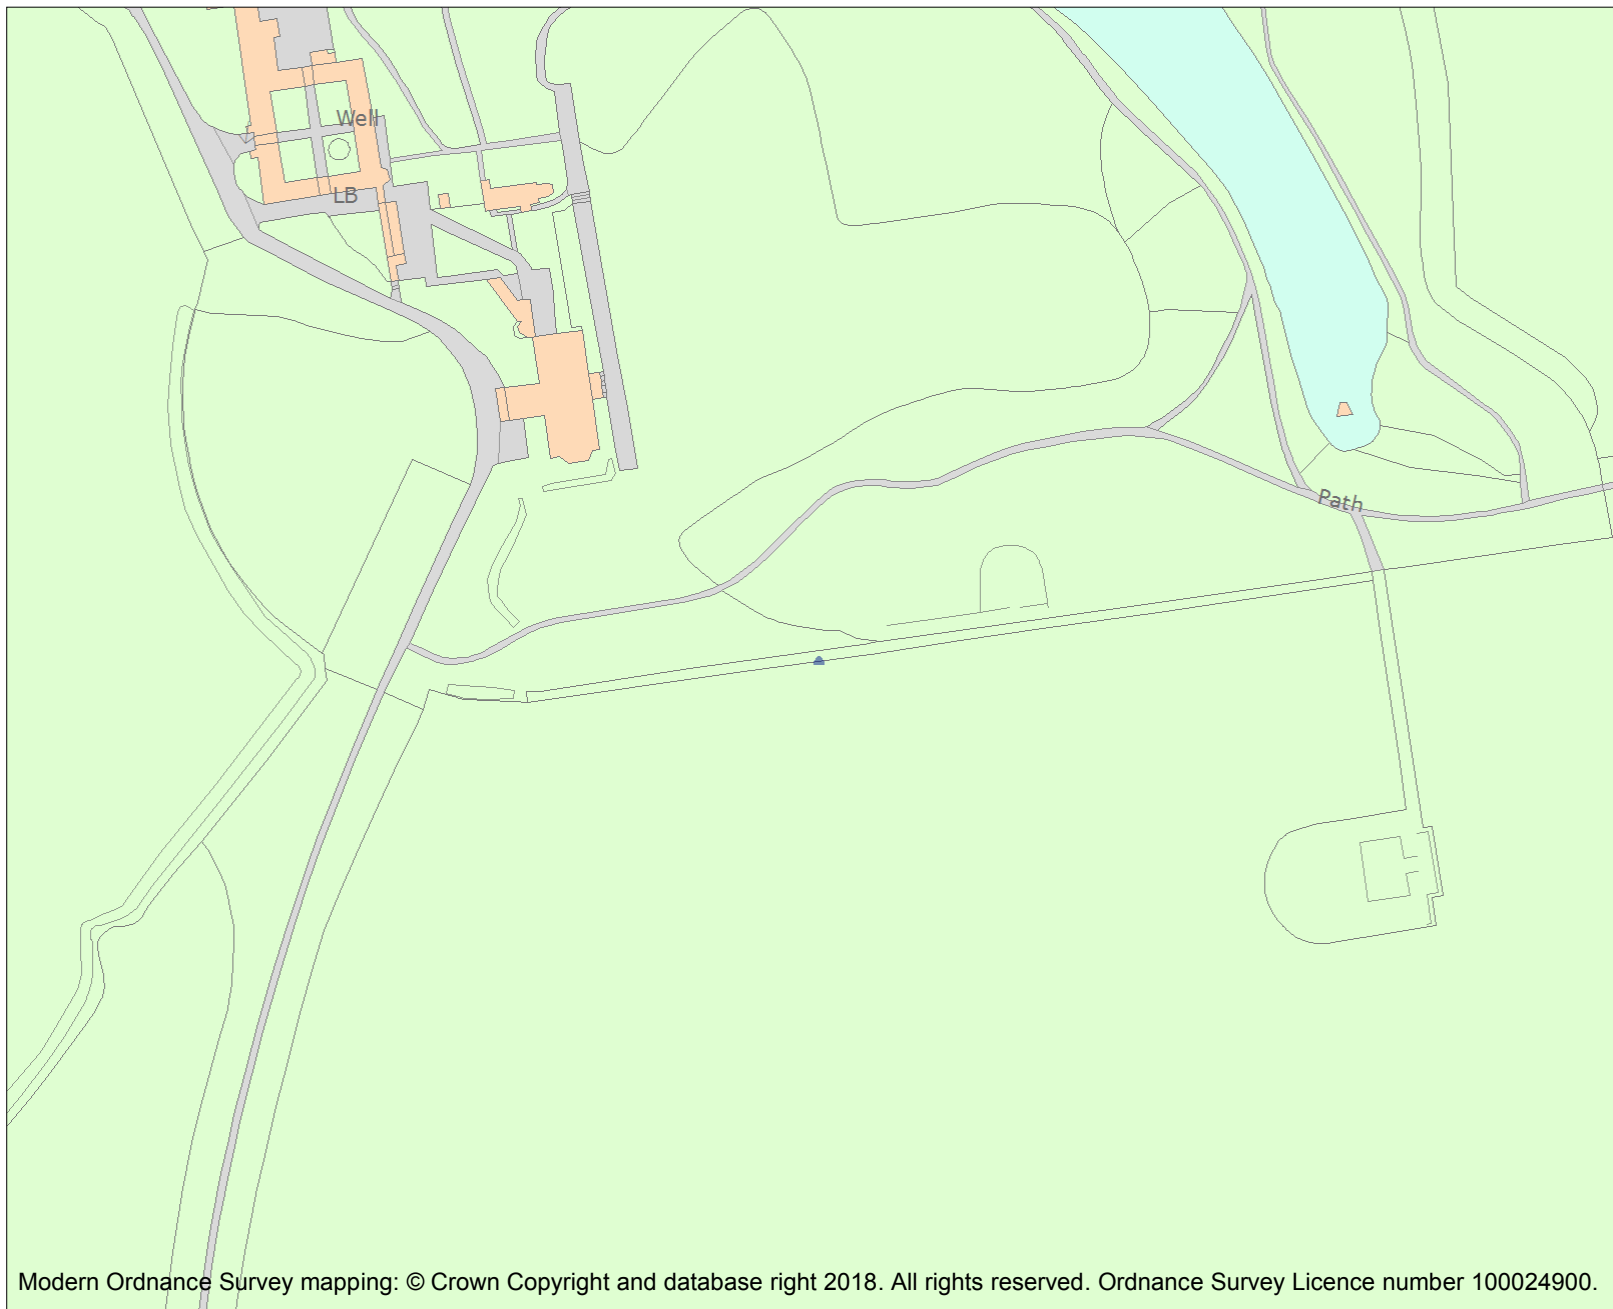 Well
LB
Path
Modern Ordnance Survey mapping: © Crown Copyright and database right 2018. All rights reserved. Ordnance Survey Licence number 100024900.